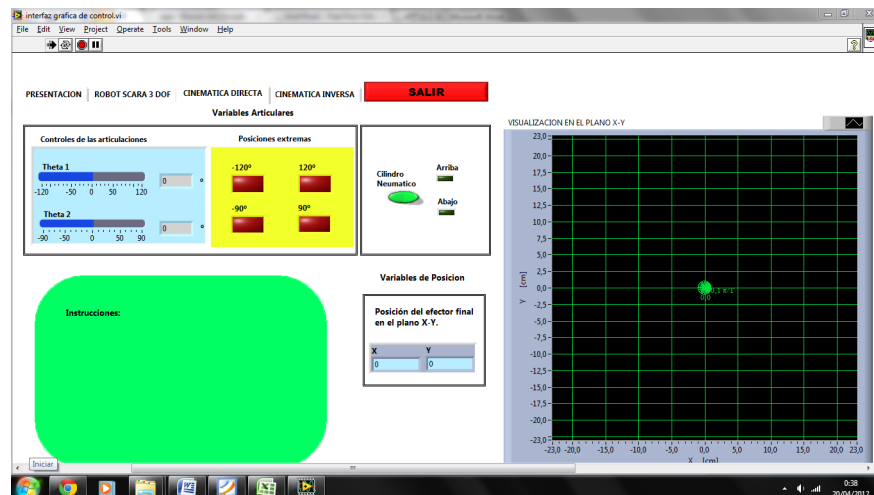 interfaz grafica de control.vi
File Edit View Project Operate Tools Window Help
PRESENTACION ROBOT SCARA 3 DOF CINEMATICA DIRECTA CINEMATICA INVERSA SALIR
Variables Articulares
Controles de las articulaciones
Theta 1
0 º
-120 -50 0 50 120
Theta 2
0 º
-90 -50 0 50 90
Posiciones extremas
-120º 120º
-90º 90º
Cilindro
Neumatico
Arriba
Abajo
Instrucciones:
Variables de Posicion
Posición del efector final
en el plano X-Y.
X Y
0 0
VISUALIZACION EN EL PLANO X-Y
23,0
20,0
17,5
15,0
12,5
10,0
7,5
5,0
2,5
0,0
-2,5
-5,0
-7,5
-10,0
-12,5
-15,0
-17,5
-20,0
-23,0
Y [cm]
0,0
-23,0 -20,0 -15,0 -10,0 -5,0 0,0 5,0 10,0 15,0 20,0 23,0
X [cm]
Iniciar
0:38
20/04/2012